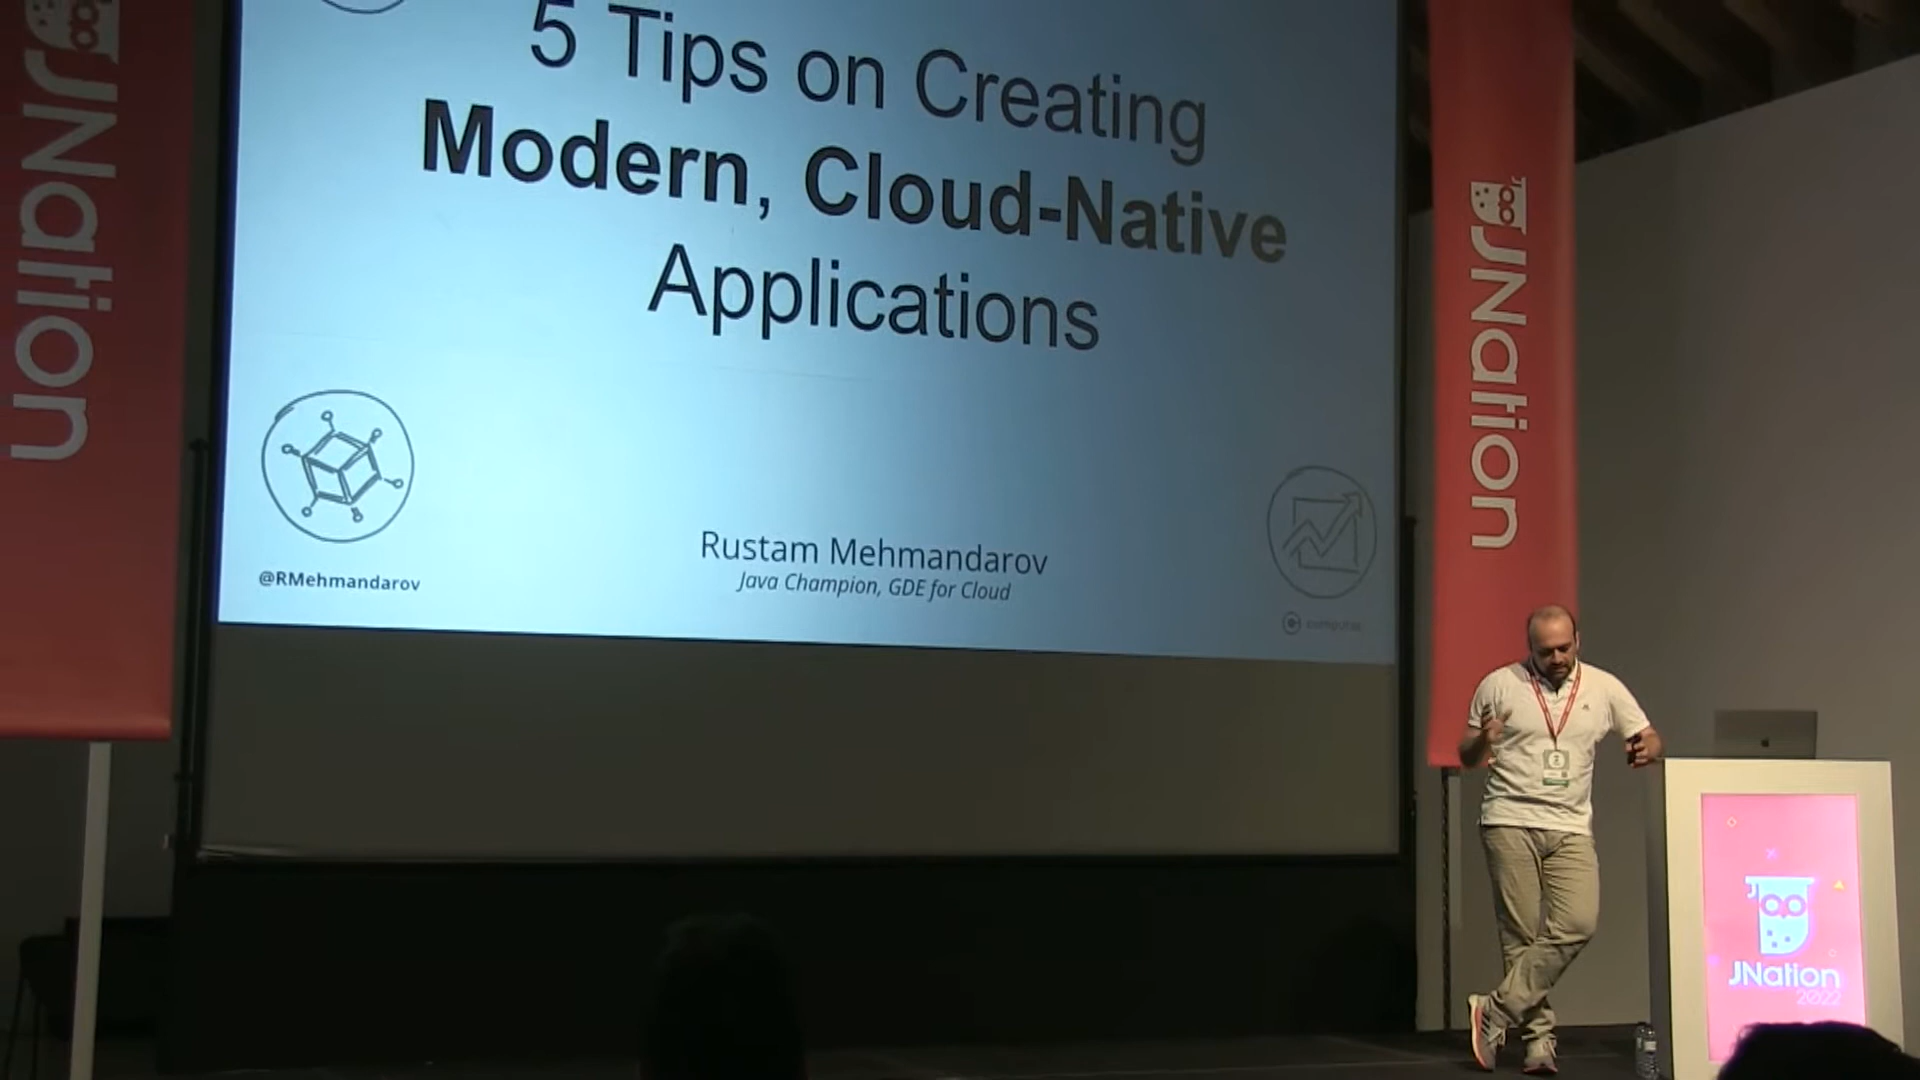 5 Tips on Creating
Modern, Cloud-Native
Applications
Rustam Mehmandarov
Java Champion, GDE for Cloud
@RMehmandarov
computas
JNation
JNation
JNation
2022